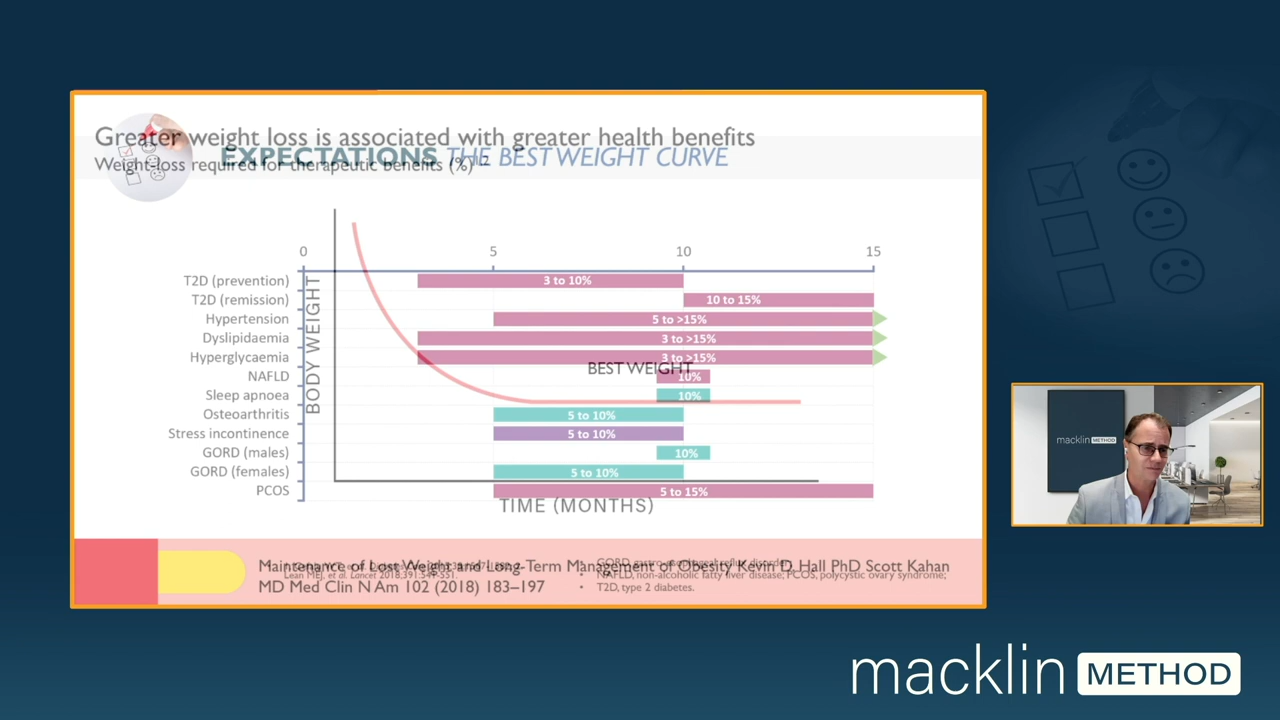 Greater weight loss is associated with greater health benefits
EXPECTATIONS THE BEST WEIGHT CURVE
Weight-loss required for therapeutic benefits (%)
0 5 10 15
T2D (prevention) 3 to 10%
T2D (remission) 10 to 15%
Hypertension 5 to >15%
Dyslipidaemia 3 to >15%
Hyperglycaemia 3 to >15%
BEST WEIGHT
NAFLD 10%
Sleep apnoea 10%
Osteoarthritis 5 to 10%
Stress incontinence 5 to 10%
GORD (males) 10%
GORD (females) 5 to 10%
PCOS 5 to 15%
BODY WEIGHT
TIME (MONTHS)
Maintenance of Lost Weight and Long-Term Management of Obesity Kevin D. Hall PhD Scott Kahan
MD Med Clin N Am 102 (2018) 183–197
Lean MEJ, et al. Lancet 2018;391:541-551.
• NAFLD, non-alcoholic fatty liver disease; PCOS, polycystic ovary syndrome;
• T2D, type 2 diabetes.
macklin METHOD
macklin METHOD